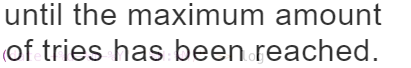 until the maximum amount
of tries has been reached.